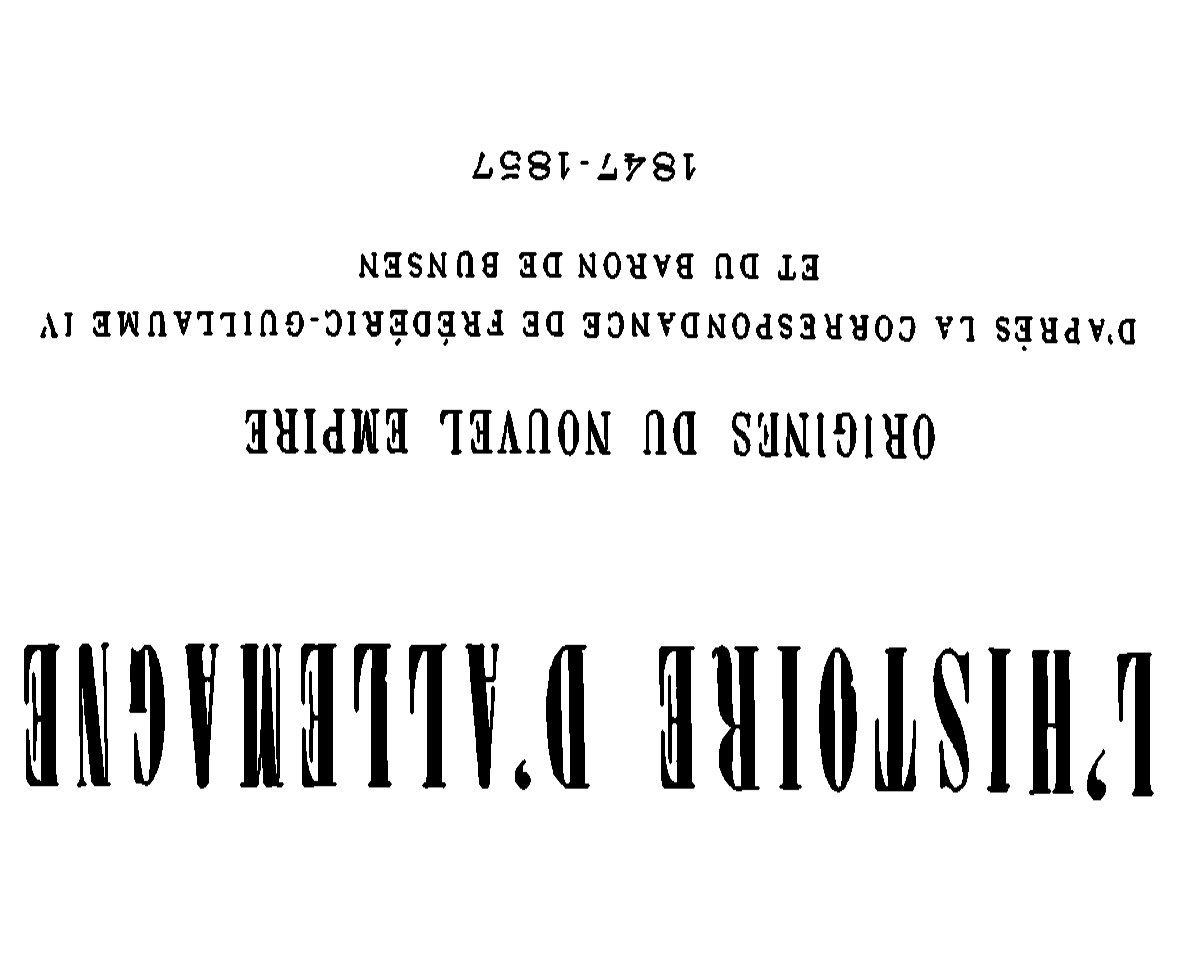 L'HISTOIRE D'ALLEMAGNE
ORIGINES DU NOUVEL EMPIRE
D'APRÈS LA CORRESPONDANCE DE FRÉDÉRIC-GUILLAUME IV
ET DU BARON DE BUNSEN
1847-1857